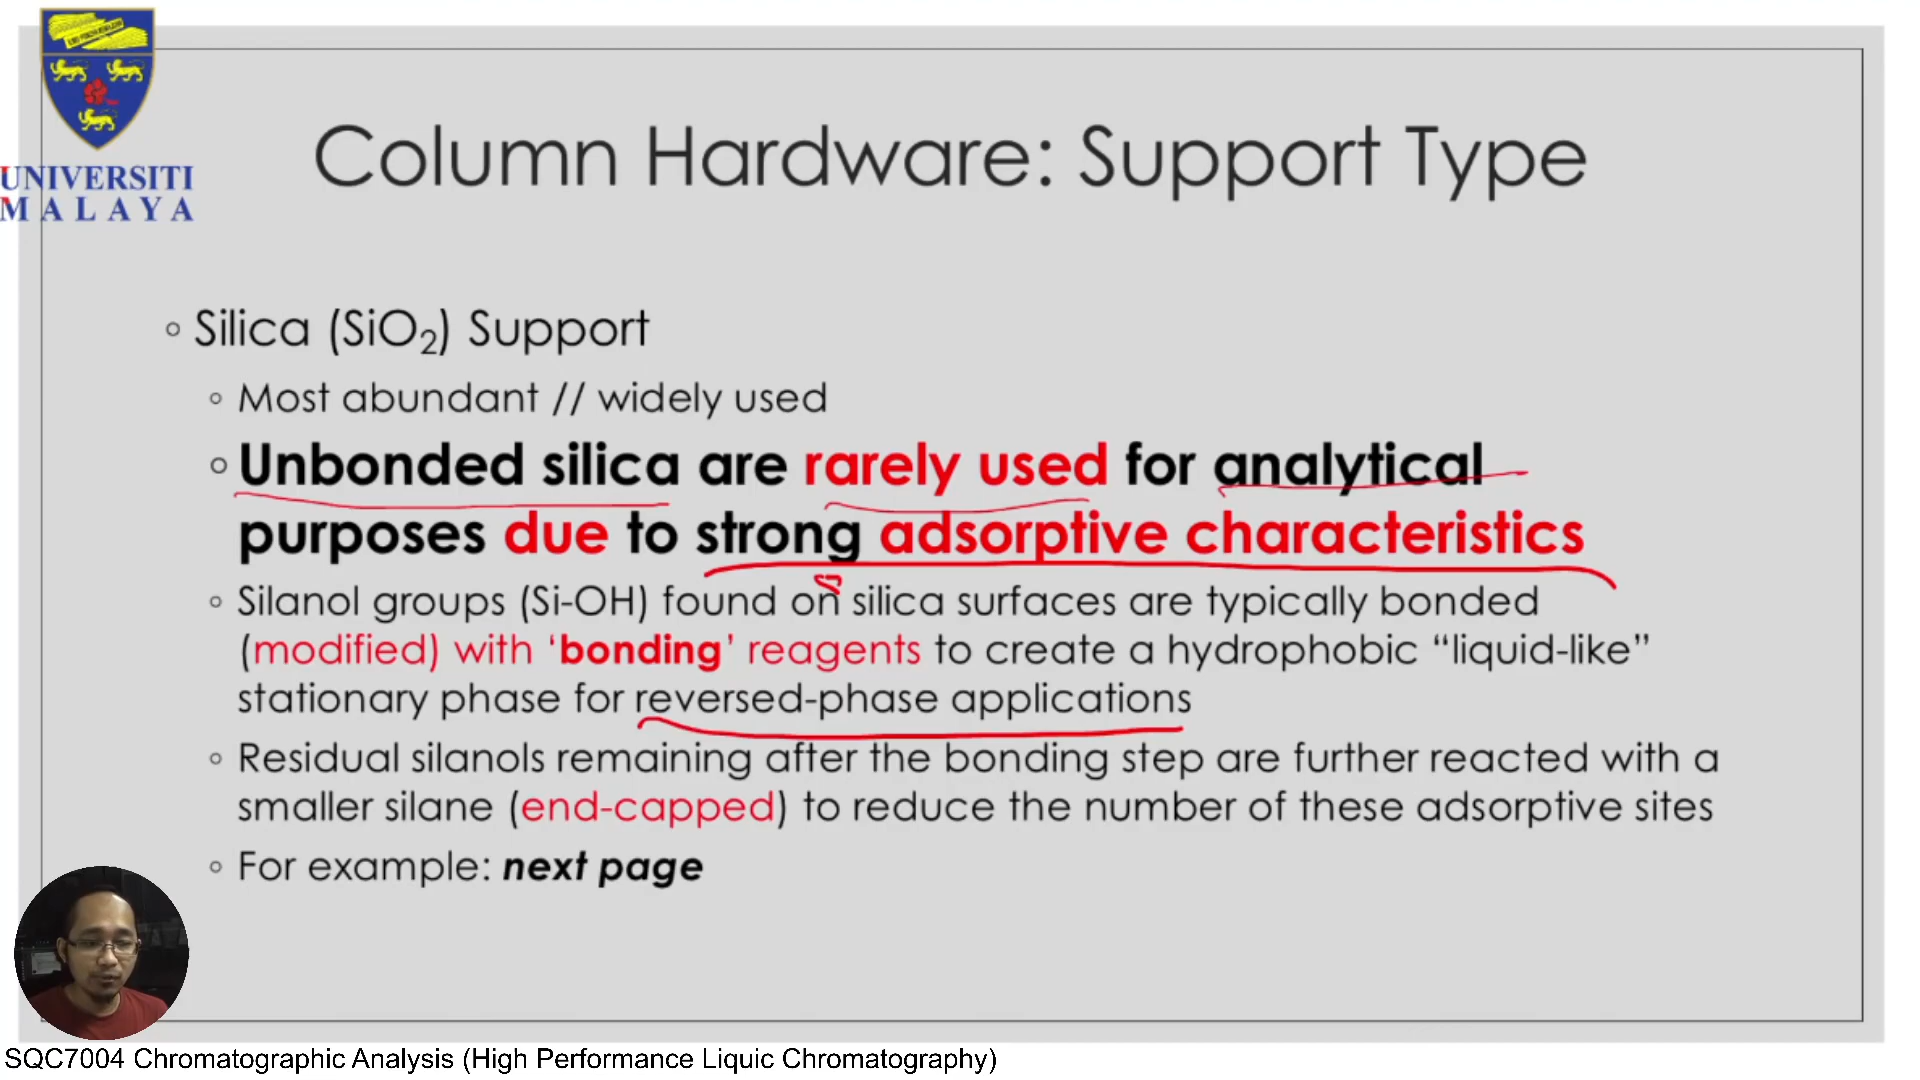 UNIVERSITI
MALAYA
Column Hardware: Support Type
◦ Silica (SiO₂) Support
◦ Most abundant // widely used
◦ Unbonded silica are rarely used for analytical
purposes due to strong adsorptive characteristics
◦ Silanol groups (Si-OH) found on silica surfaces are typically bonded
(modified) with ‘bonding’ reagents to create a hydrophobic “liquid-like”
stationary phase for reversed-phase applications
◦ Residual silanols remaining after the bonding step are further reacted with a
smaller silane (end-capped) to reduce the number of these adsorptive sites
◦ For example: next page
SQC7004 Chromatographic Analysis (High Performance Liquic Chromatography)